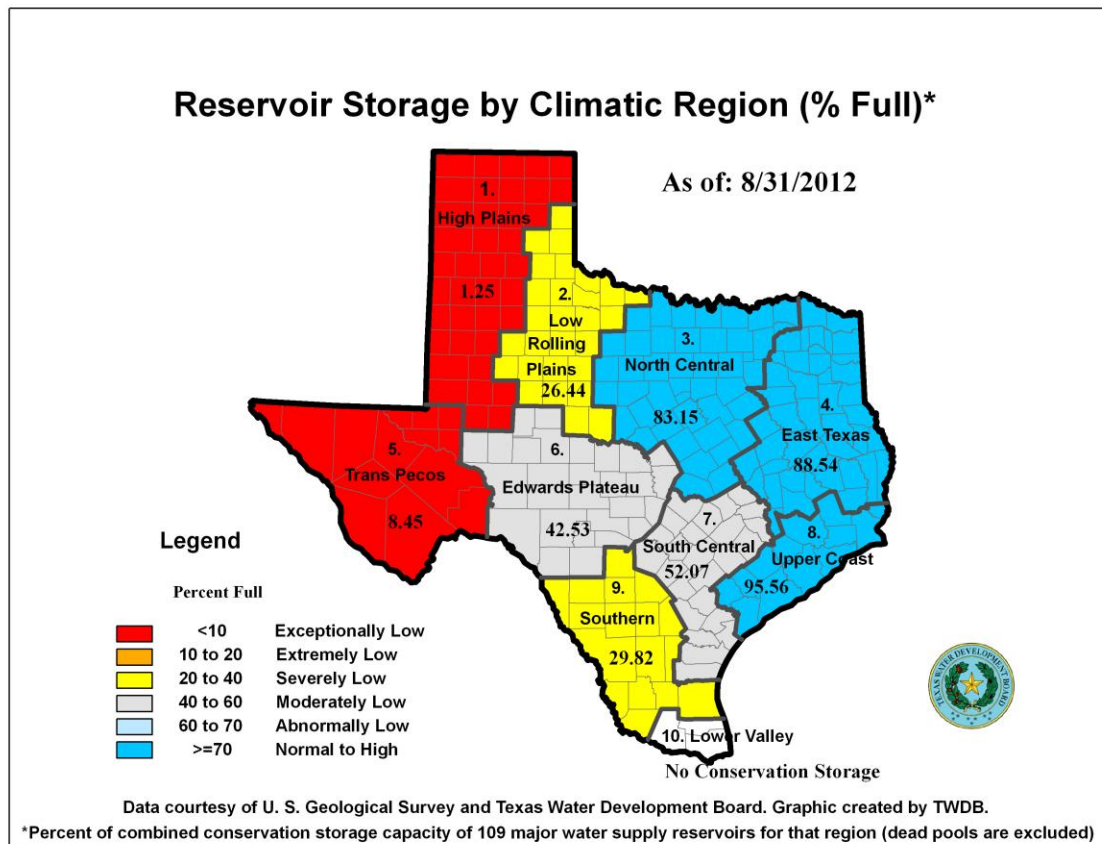 Reservoir Storage by Climatic Region (% Full)*
As of: 8/31/2012
1.
High Plains
1.25
2.
Low
Rolling
Plains
26.44
3.
North Central
83.15
4.
East Texas
88.54
5.
Trans Pecos
8.45
6.
Edwards Plateau
42.53
7.
South Central
52.07
8.
Upper Coast
95.56
9.
Southern
29.82
10. Lower Valley
No Conservation Storage
Legend
Percent Full
<10 Exceptionally Low
10 to 20 Extremely Low
20 to 40 Severely Low
40 to 60 Moderately Low
60 to 70 Abnormally Low
>=70 Normal to High
TEXAS WATER DEVELOPMENT BOARD
Data courtesy of U. S. Geological Survey and Texas Water Development Board. Graphic created by TWDB.
*Percent of combined conservation storage capacity of 109 major water supply reservoirs for that region (dead pools are excluded)